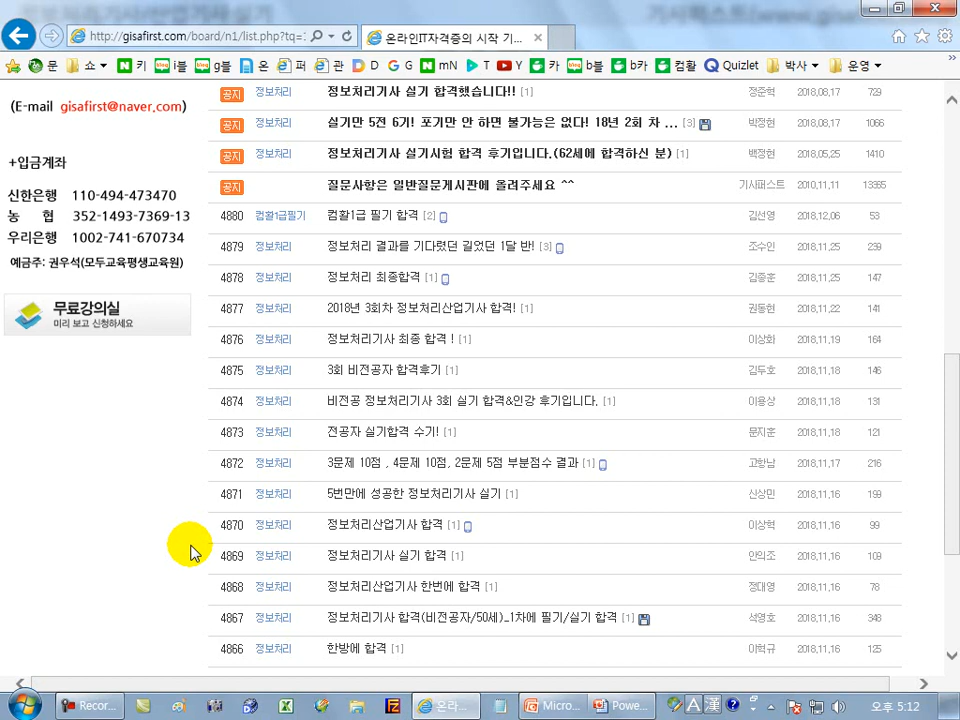 http://gisafirst.com/board/n1/list.php?tq=
온라인IT자격증의 시작 기...
문 쇼 키 i블 g블 온 퍼 관 D G mN T Y 카 b블 b카 컴활 Quizlet 박사 운영
(E-mail gisafirst@naver.com)
+입금계좌
신한은행 110-494-473470
농 협 352-1493-7369-13
우리은행 1002-741-670734
예금주: 권우석(모두교육평생교육원)
무료강의실
미리 보고 신청하세요
공지 정보처리 정보처리기사 실기 합격했습니다!! [1] 정준혁 2018,08,17 729
공지 정보처리 실기만 5전 6기! 포기만 안 하면 불가능은 없다! 18년 2회 차 ... [3] 박정현 2018,08,17 1066
공지 정보처리 정보처리기사 실기시험 합격 후기입니다.(62세에 합격하신 분) [1] 백정현 2018,05,25 1410
공지 질문사항은 일반질문게시판에 올려주세요 ^^ 기사퍼스트 2010,11,11 13365
4880 컴활1급필기 컴활1급 필기 합격 [2] 김선영 2018,12,06 53
4879 정보처리 정보처리 결과를 기다렸던 길었던 1달 반! [3] 조수인 2018,11,25 239
4878 정보처리 정보처리 최종합격 [1] 김종훈 2018,11,25 147
4877 정보처리 2018년 3회차 정보처리산업기사 합격! [1] 권동현 2018,11,22 141
4876 정보처리 정보처리기사 최종 합격 ! [1] 이상화 2018,11,19 164
4875 정보처리 3회 비전공자 합격후기 [1] 김두호 2018,11,18 146
4874 정보처리 비전공 정보처리기사 3회 실기 합격&인강 후기입니다. [1] 이용상 2018,11,18 131
4873 정보처리 전공자 실기합격 수기! [1] 문지훈 2018,11,18 121
4872 정보처리 3문제 10점 , 4문제 10점, 2문제 5점 부분점수 결과 [1] 고항남 2018,11,17 216
4871 정보처리 5번만에 성공한 정보처리기사 실기 [1] 신상민 2018,11,16 199
4870 정보처리 정보처리산업기사 합격 [1] 이상혁 2018,11,16 99
4869 정보처리 정보처리기사 실기 합격 [1] 안익조 2018,11,16 109
4868 정보처리 정보처리산업기사 한번에 합격 [1] 정대영 2018,11,16 78
4867 정보처리 정보처리기사 합격(비전공자/50세)_1차에 필기/실기 합격 [1] 석영호 2018,11,16 348
4866 정보처리 한방에 합격 [1] 이혁규 2018,11,16 125
Recor... 온라... Micro... Powe... A 漢 오후 5:12